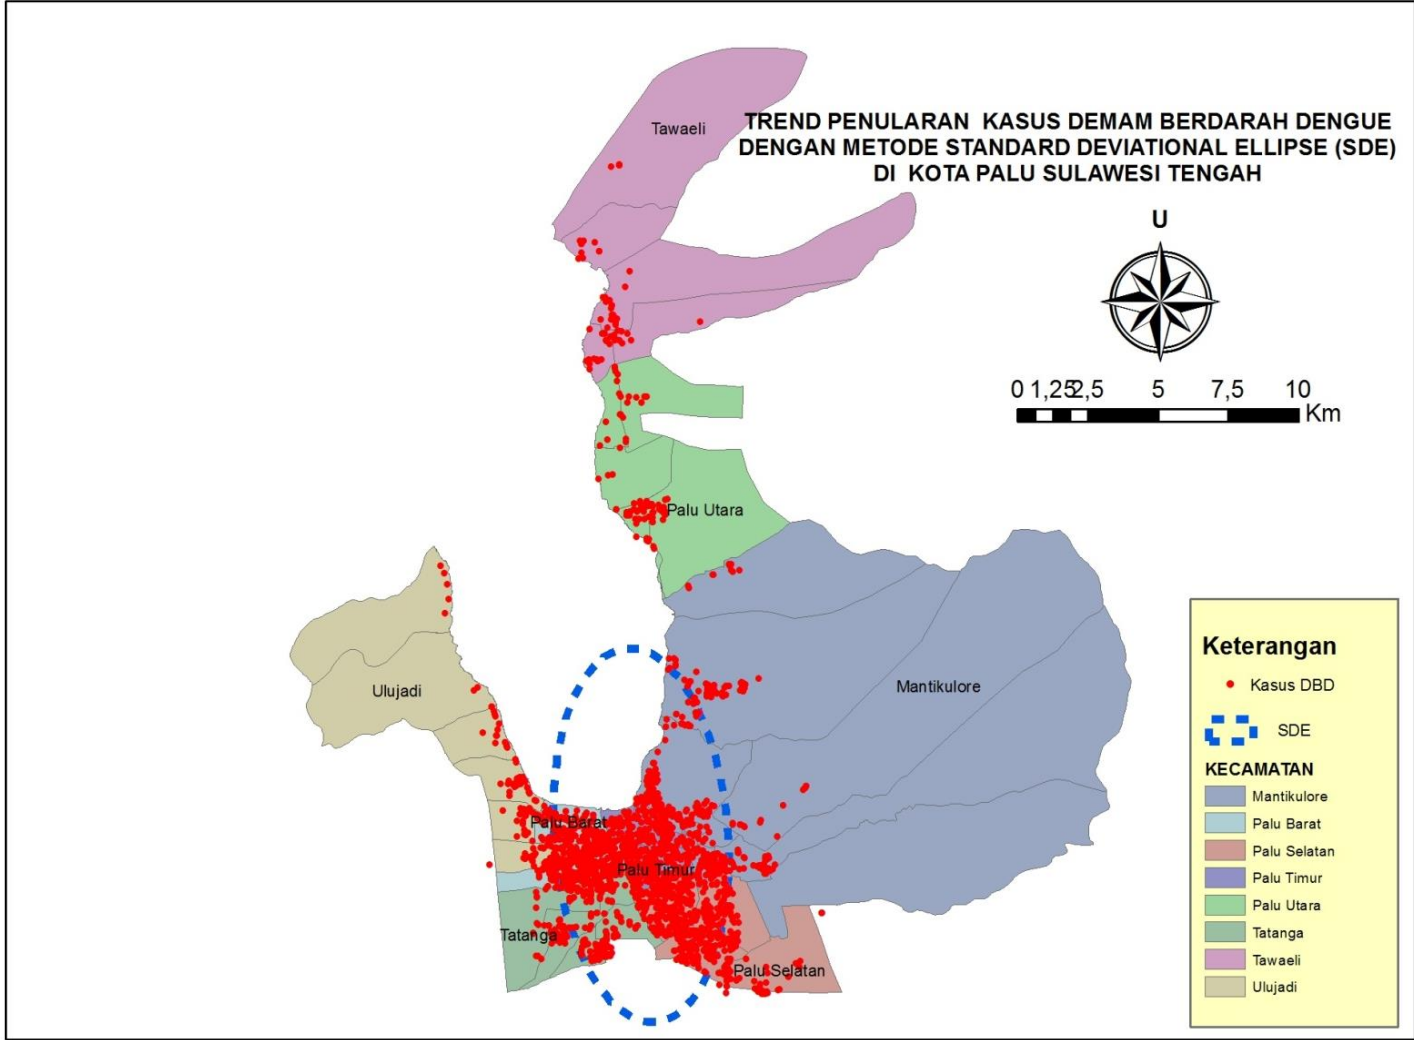 TREND PENULARAN KASUS DEMAM BERDARAH DENGUE
DENGAN METODE STANDARD DEVIATIONAL ELLIPSE (SDE)
DI KOTA PALU SULAWESI TENGAH
U
0 1,252,5 5 7,5 10
Km
Tawaeli
Palu Utara
Ulujadi
Mantikulore
Palu Barat
Palu Timur
Tatanga
Palu Selatan
Keterangan
Kasus DBD
SDE
KECAMATAN
Mantikulore
Palu Barat
Palu Selatan
Palu Timur
Palu Utara
Tatanga
Tawaeli
Ulujadi